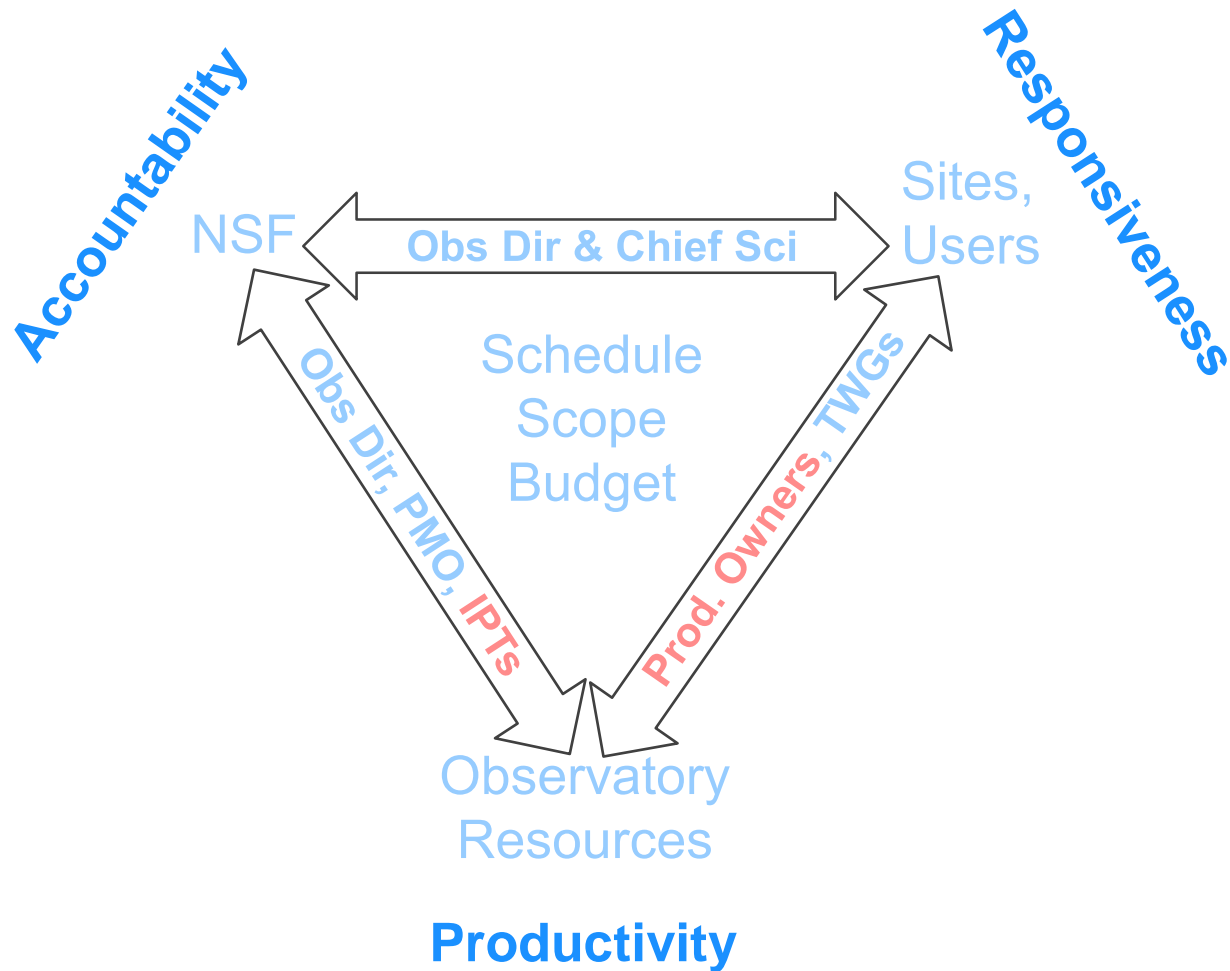 Accountability
Responsiveness
NSF
Obs Dir & Chief Sci
Sites,
Users
Schedule
Scope
Budget
Obs Dir, PMO, IPTs
Prod. Owners, TWGs
Observatory
Resources
Productivity